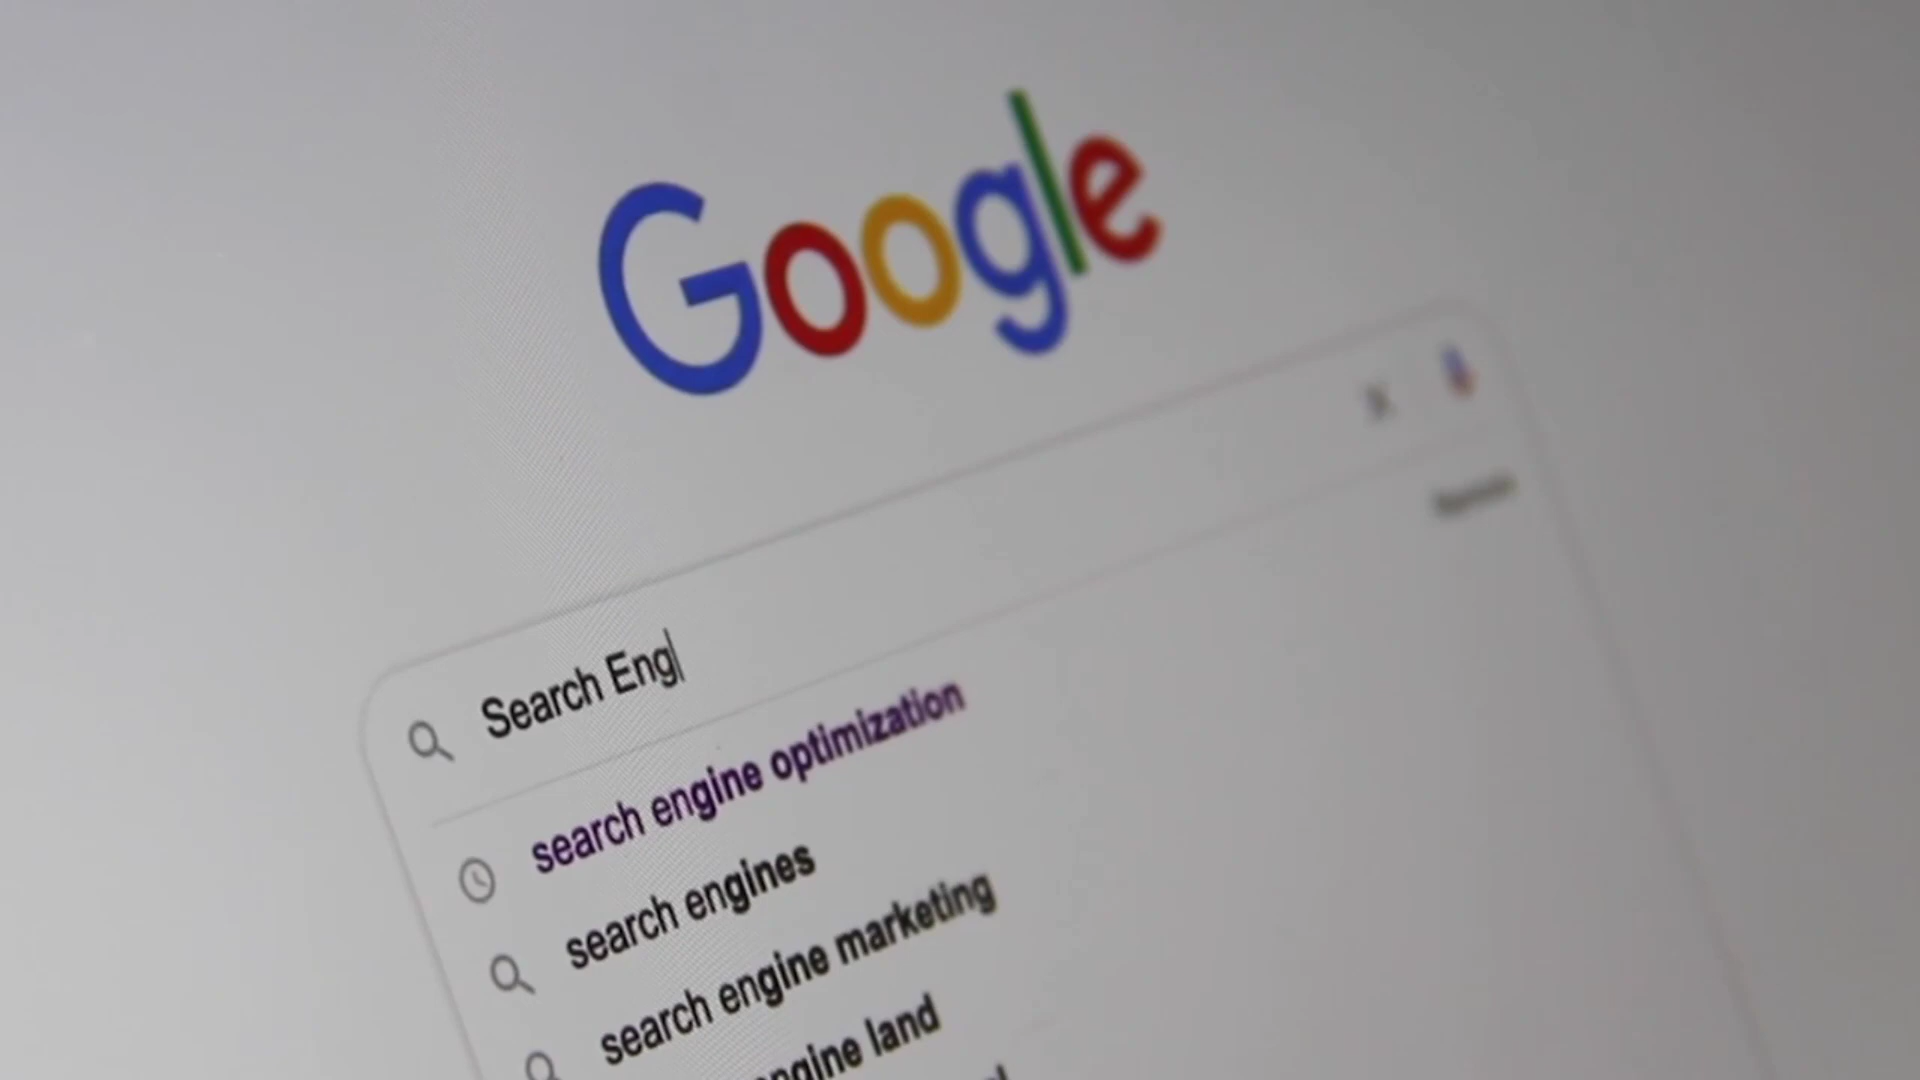 Google
Search Eng
search engine optimization
search engines
search engine marketing
engine land